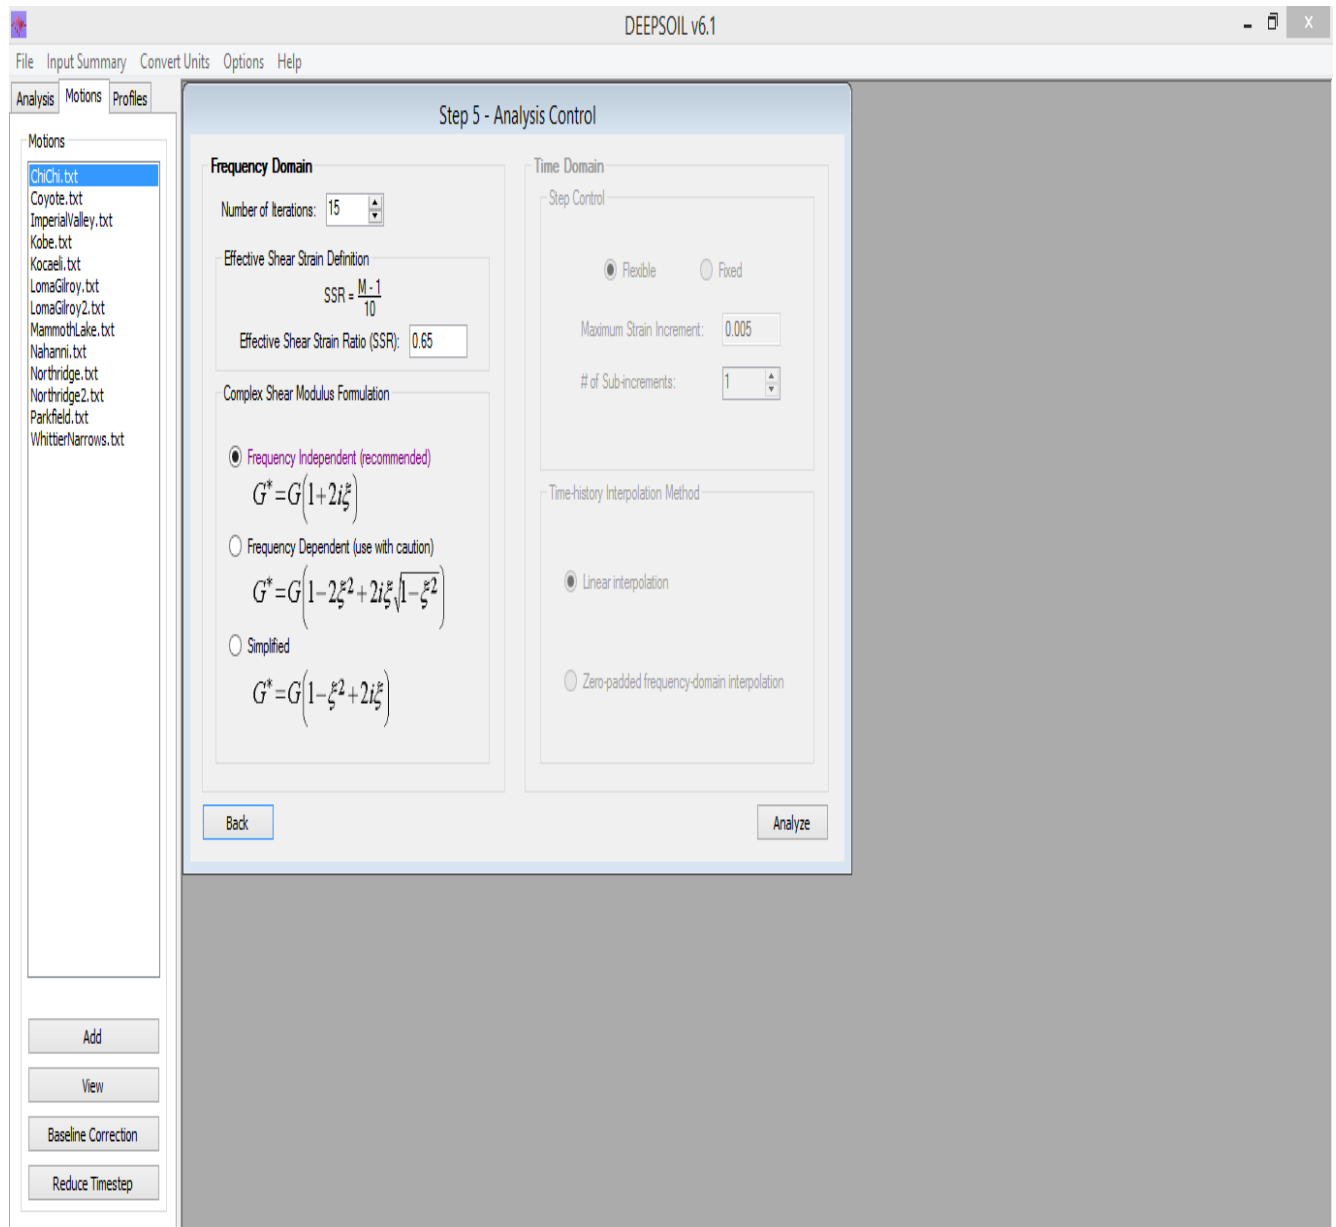 DEEPSOIL v6.1
File Input Summary Convert Units Options Help
Analysis Motions Profiles
Motions
ChiChi.txt
Coyote.txt
ImperialValley.txt
Kobe.txt
Kocaeli.txt
LomaGilroy.txt
LomaGilroy2.txt
MammothLake.txt
Nahanni.txt
Northridge.txt
Northridge2.txt
Parkfield.txt
WhittierNarrows.txt
Add
View
Baseline Correction
Reduce Timestep
Step 5 - Analysis Control
Frequency Domain
Number of Iterations: 15
Effective Shear Strain Definition
SSR = M - 1
10
Effective Shear Strain Ratio (SSR): 0.65
Complex Shear Modulus Formulation
Frequency Independent (recommended)
G*=G(1+2iξ)
Frequency Dependent (use with caution)
G*=G(1-2ξ²+2iξ√1-ξ²)
Simplified
G*=G(1-ξ²+2iξ)
Time Domain
Step Control
Flexible Fixed
Maximum Strain Increment: 0.005
# of Sub-increments: 1
Time-history Interpolation Method
Linear interpolation
Zero-padded frequency-domain interpolation
Back Analyze